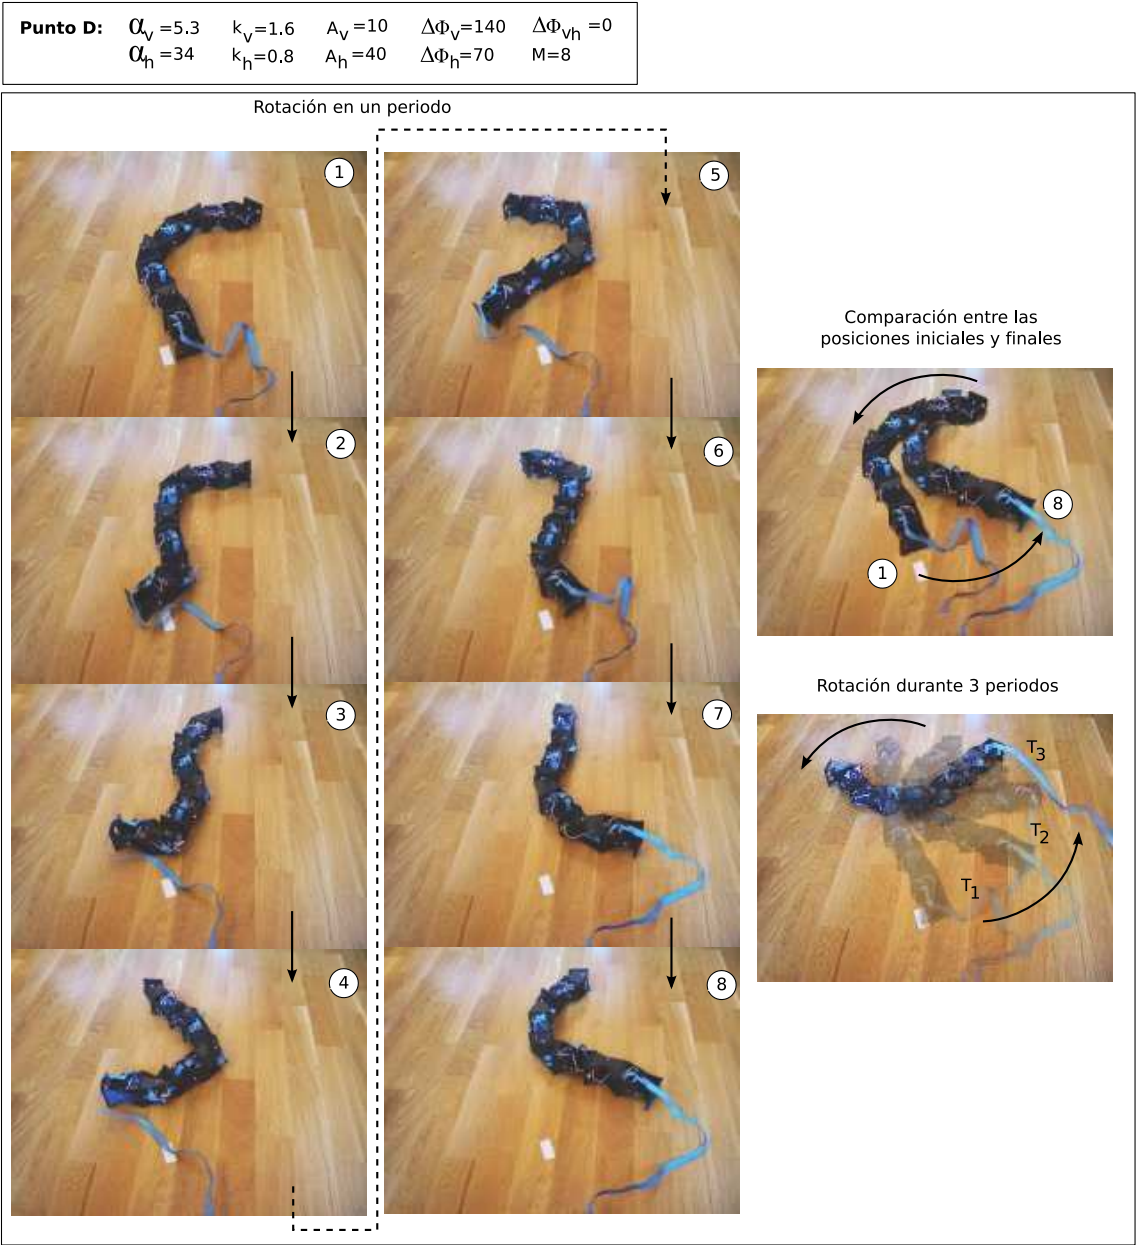 Punto D: αv =5.3 kv=1.6 Av=10 ΔΦv=140 ΔΦvh =0
αh =34 kh=0.8 Ah=40 ΔΦh=70 M=8
Rotación en un periodo
1
2
3
4
5
6
7
8
Comparación entre las
posiciones iniciales y finales
8
1
Rotación durante 3 periodos
T3
T2
T1